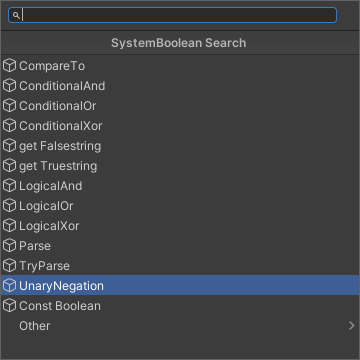 SystemBoolean Search
CompareTo
ConditionalAnd
ConditionalOr
ConditionalXor
get Falsestring
get Truestring
LogicalAnd
LogicalOr
LogicalXor
Parse
TryParse
UnaryNegation
Const Boolean
Other